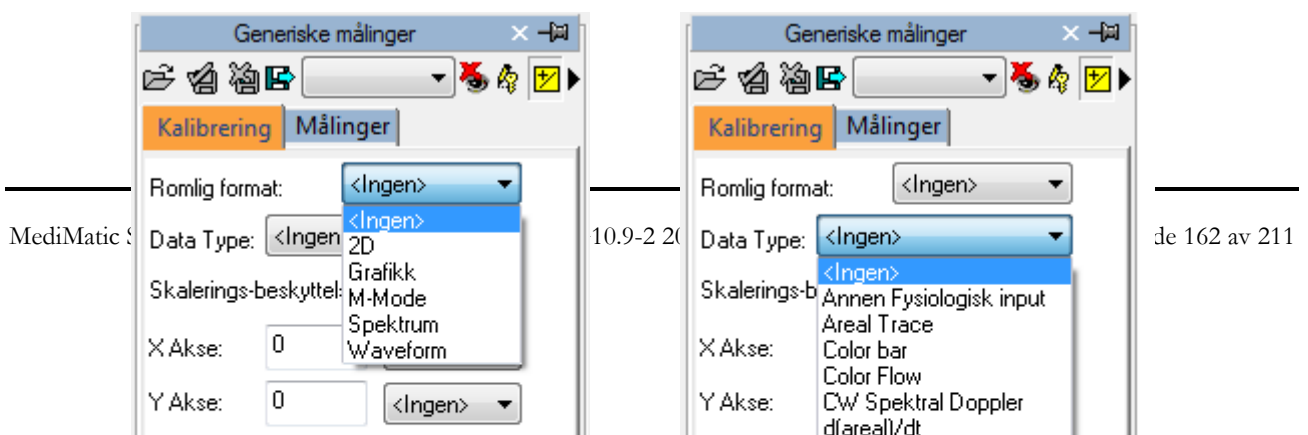 Generiske målinger
Kalibrering Målinger
Romlig format: <Ingen>
<Ingen>
2D
Grafikk
M-Mode
Spektrum
Waveform
Data Type: <Ingen
Skalerings-beskyttel
X Akse: 0
Y Akse: 0 <Ingen>
Generiske målinger
Kalibrering Målinger
Romlig format: <Ingen>
Data Type: <Ingen>
<Ingen>
Annen Fysiologisk input
Areal Trace
Color bar
Color Flow
CW Spektral Doppler
d(areal)/dt
Skalerings-b
X Akse:
Y Akse:
MediMatic 10.9-2 de 162 av 211